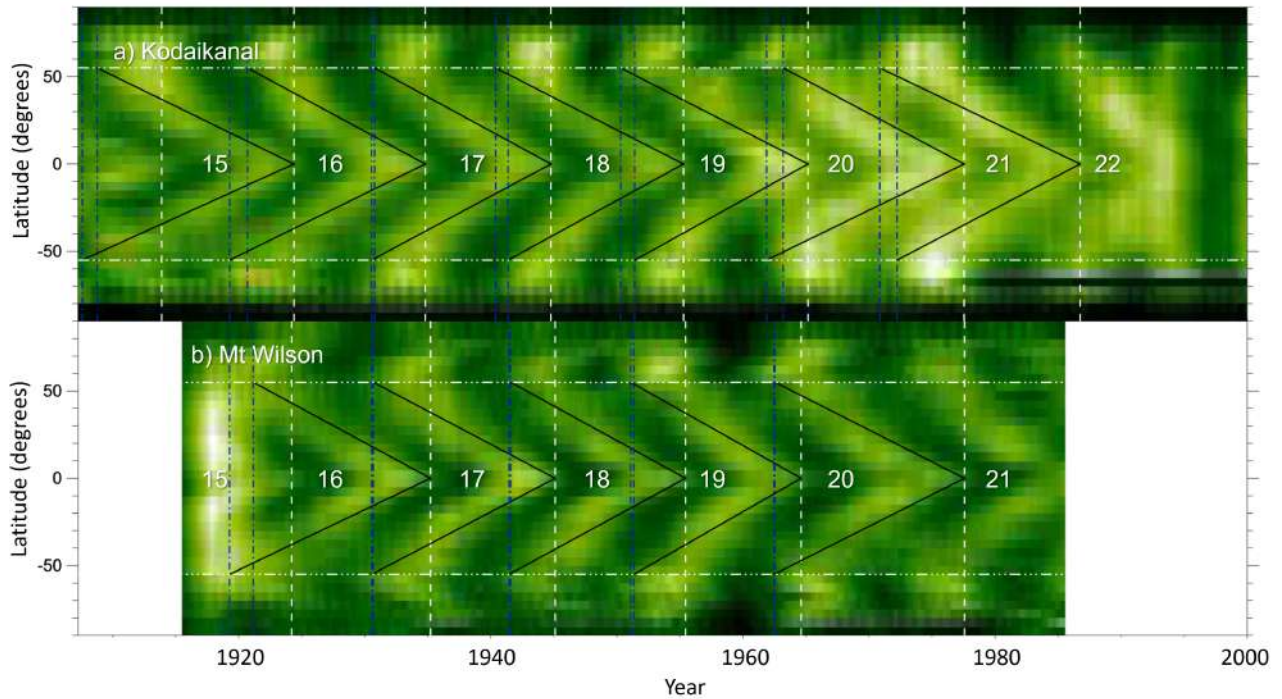 a) Kodaikanal
50
0
-50
Latitude (degrees)
15 16 17 18 19 20 21 22
b) Mt Wilson
50
0
-50
Latitude (degrees)
15 16 17 18 19 20 21
1920 1940 1960 1980 2000
Year